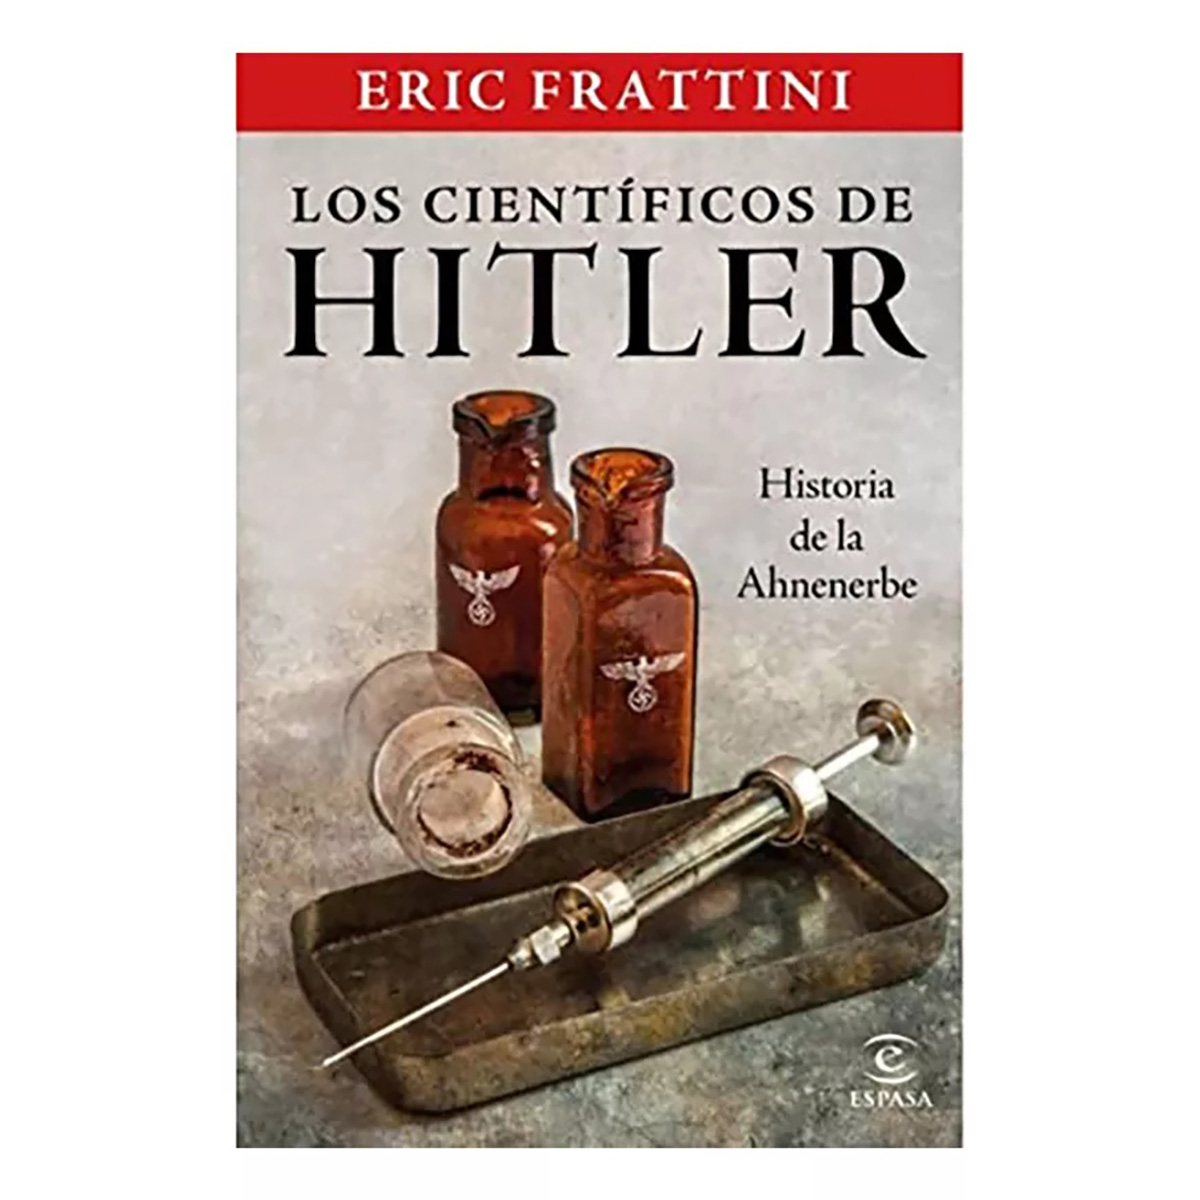 ERIC FRATTINI
LOS CIENTÍFICOS DE
HITLER
Historia
de la
Ahnenerbe
e
ESPASA